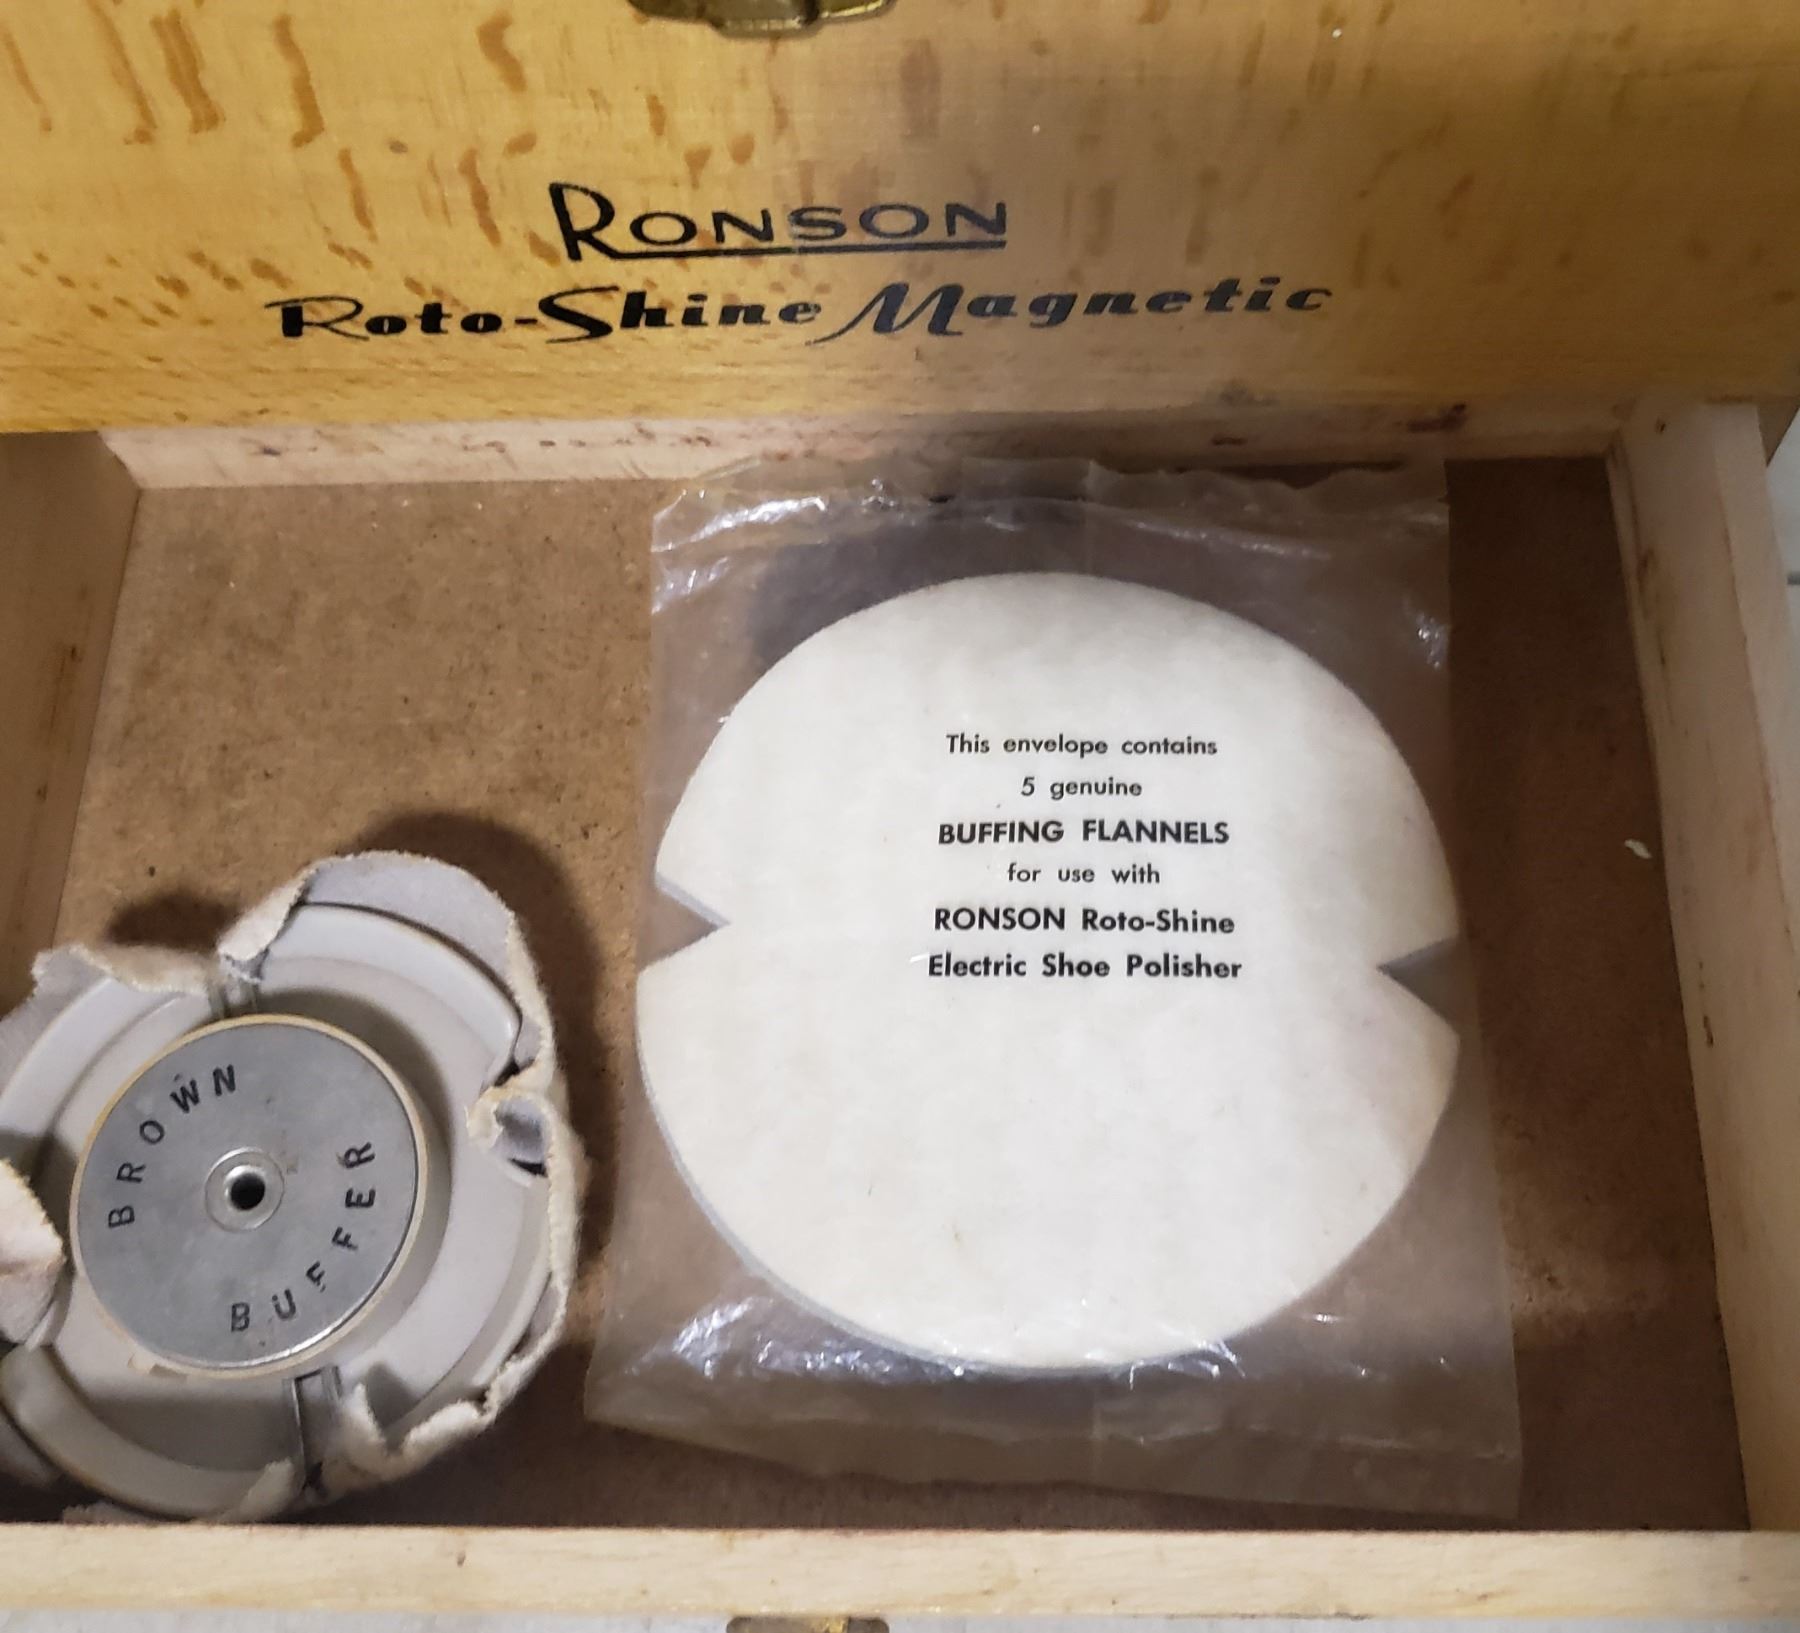 RONSON
Roto-Shine Magnetic
This envelope contains
5 genuine
BUFFING FLANNELS
for use with
RONSON Roto-Shine
Electric Shoe Polisher
BROWN
BUFFER